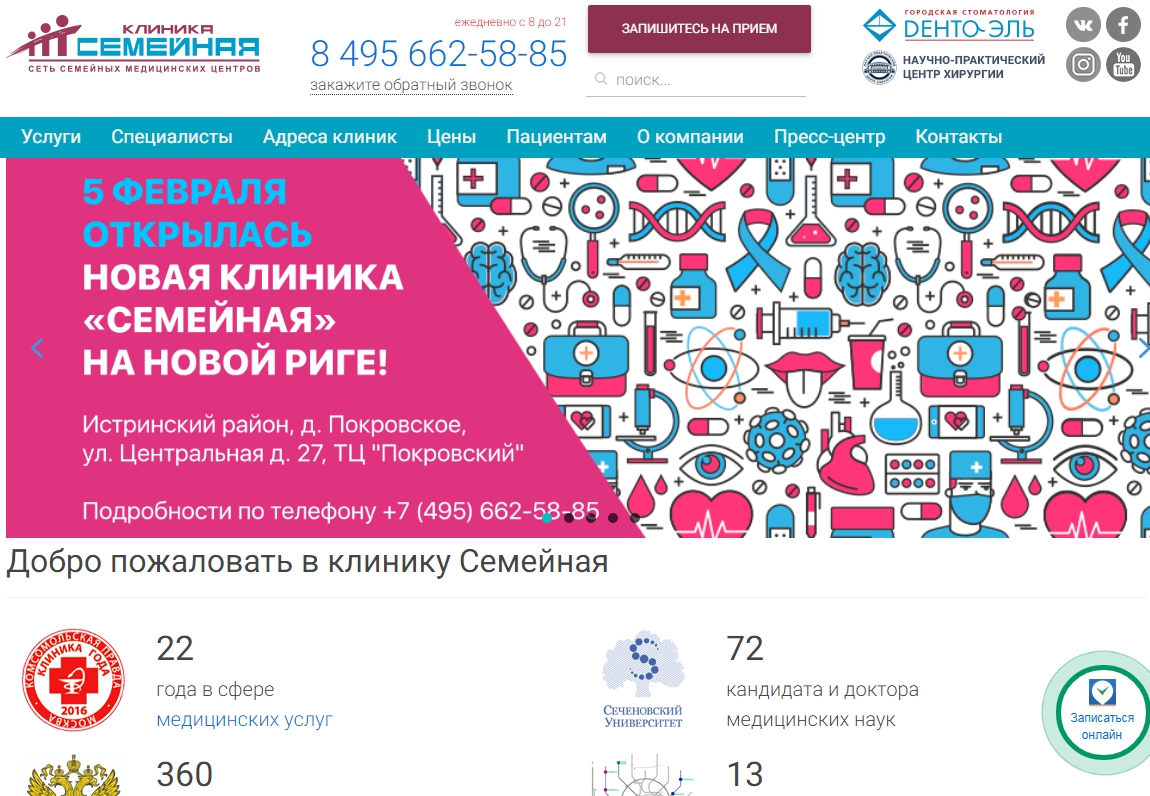 КЛИНИКА
СЕМЕЙНАЯ
СЕТЬ СЕМЕЙНЫХ МЕДИЦИНСКИХ ЦЕНТРОВ
ежедневно с 8 до 21
8 495 662-58-85
закажите обратный звонок
ЗАПИШИТЕСЬ НА ПРИЕМ
поиск...
ГОРОДСКАЯ СТОМАТОЛОГИЯ
ДЕНТО-ЭЛЬ
НАУЧНО-ПРАКТИЧЕСКИЙ
ЦЕНТР ХИРУРГИИ
You
Tube
Услуги Специалисты Адреса клиник Цены Пациентам О компании Пресс-центр Контакты
5 ФЕВРАЛЯ
ОТКРЫЛАСЬ
НОВАЯ КЛИНИКА
«СЕМЕЙНАЯ»
НА НОВОЙ РИГЕ!
Истринский район, д. Покровское,
ул. Центральная д. 27, ТЦ "Покровский"
Подробности по телефону +7 (495) 662-58-85
Добро пожаловать в клинику Семейная
КОМСОМОЛЬСКАЯ ПРАВДА
КЛИНИКА ГОДА
2016
МОСКВА
22
года в сфере
медицинских услуг
СЕЧЕНОВСКИЙ
УНИВЕРСИТЕТ
72
кандидата и доктора
медицинских наук
Записаться
онлайн
360
13